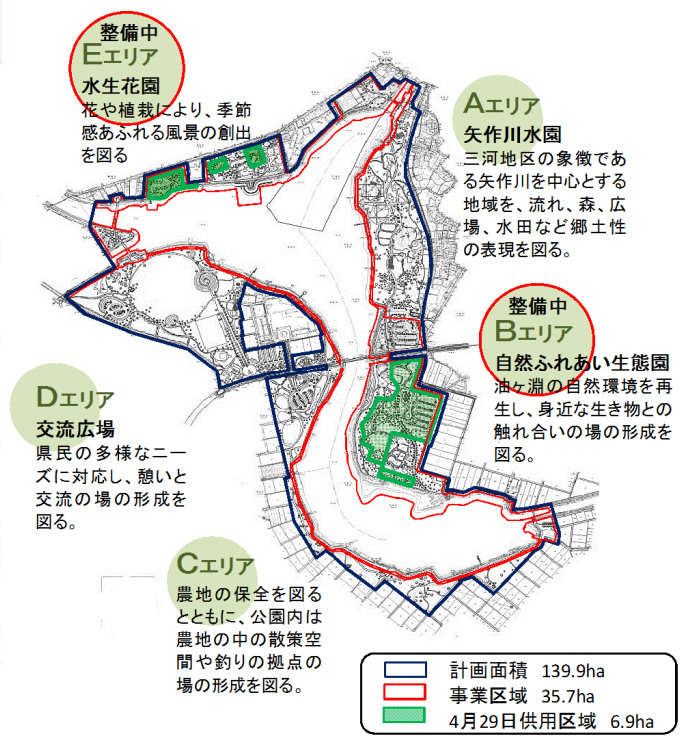 整備中
Eエリア
水生花園
花や植栽により、季節
感あふれる風景の創出
を図る
Aエリア
矢作川水園
三河地区の象徴であ
る矢作川を中心とする
地域を、流れ、森、広
場、水田など郷土性
の表現を図る。
整備中
Bエリア
自然ふれあい生態園
油ヶ淵の自然環境を再
生し、身近な生き物との
触れ合いの場の形成を
図る。
Dエリア
交流広場
県民の多様なニー
ズに対応し、憩いと
交流の場の形成を
図る。
Cエリア
農地の保全を図る
とともに、公園内は
農地の中の散策空
間や釣りの拠点の
場の形成を図る。
計画面積 139.9ha
事業区域 35.7ha
4月29日供用区域 6.9ha